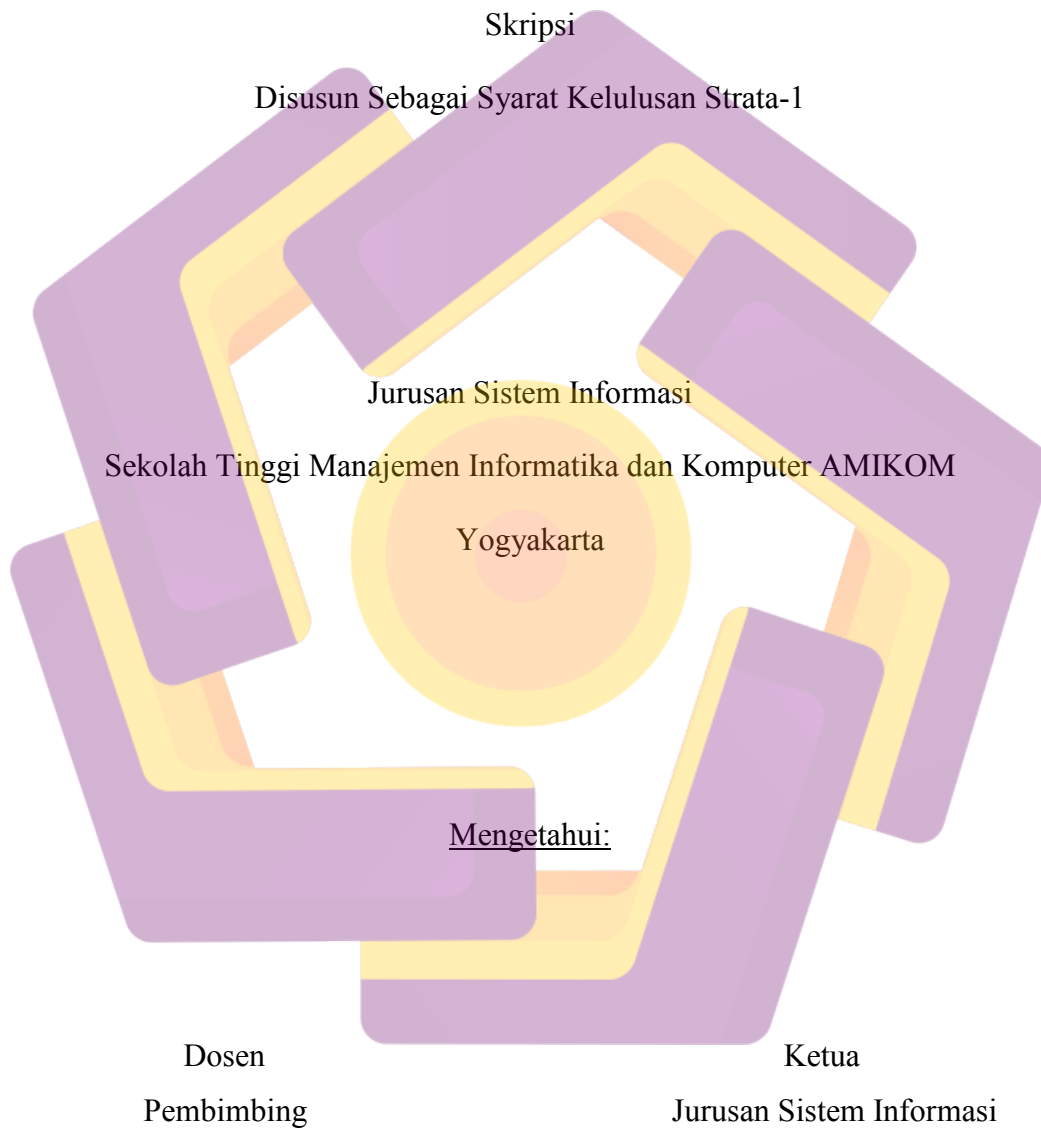 Skripsi
Disusun Sebagai Syarat Kelulusan Strata-1
Jurusan Sistem Informasi
Sekolah Tinggi Manajemen Informatika dan Komputer AMIKOM
Yogyakarta
Mengetahui:
Dosen
Pembimbing
Ketua
Jurusan Sistem Informasi